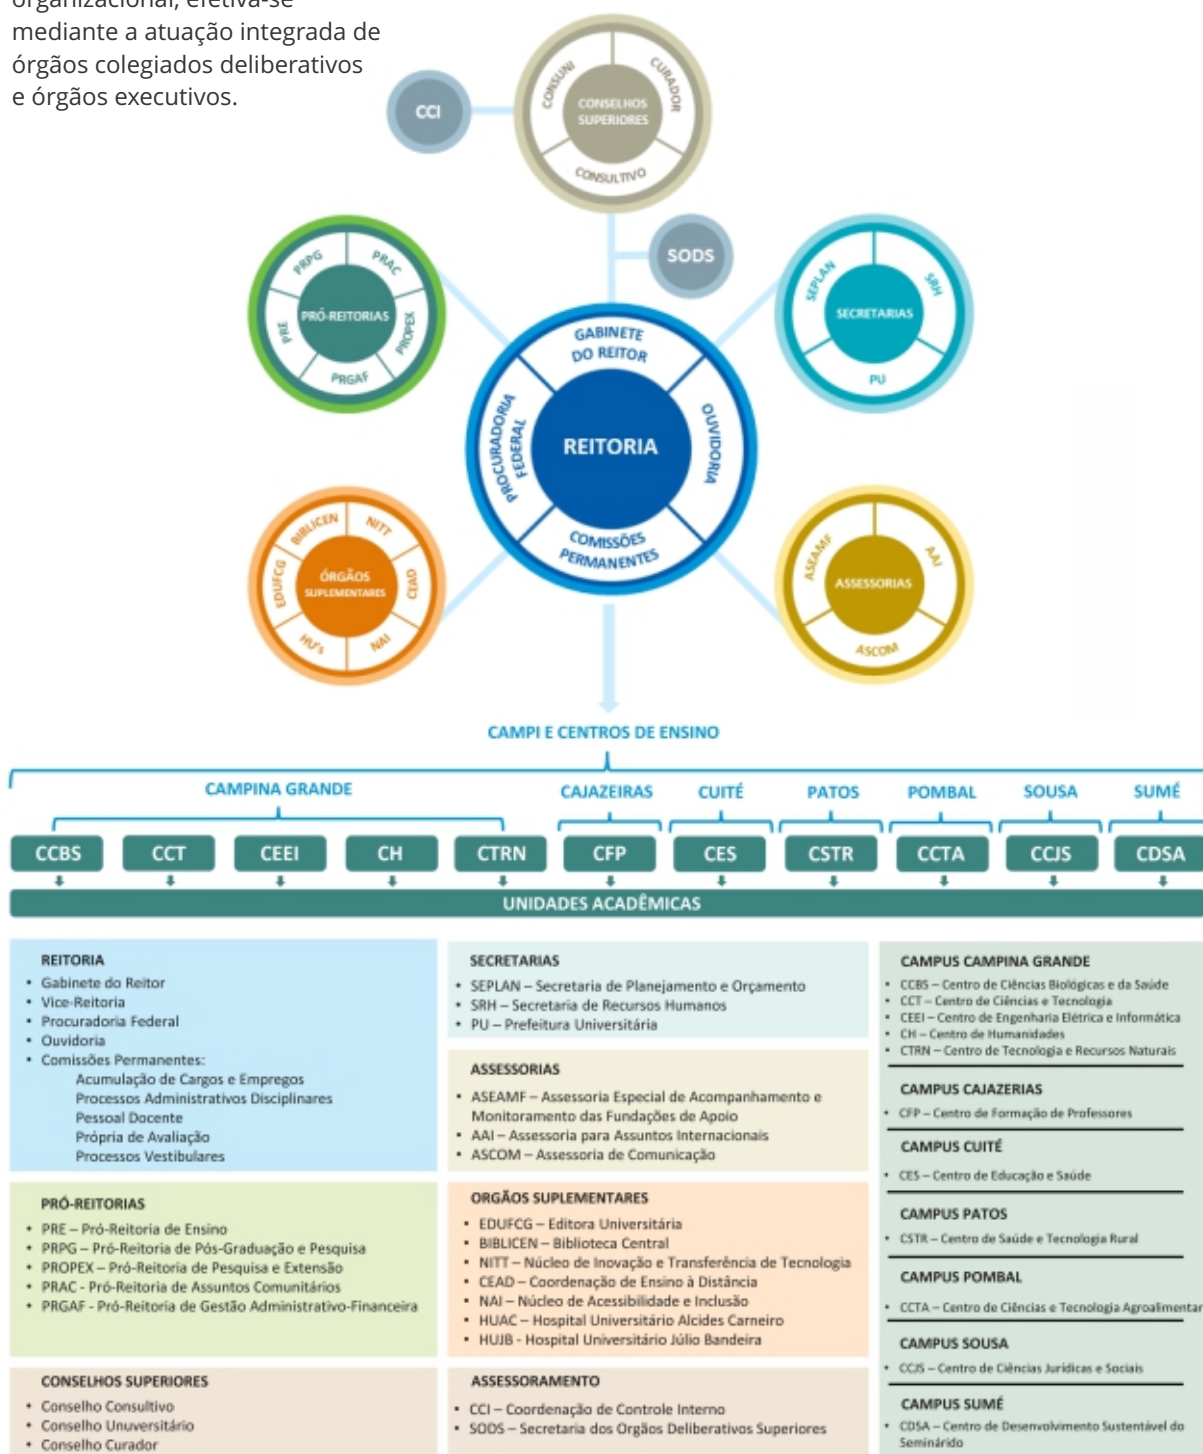 organizacional, efetiva-se
mediante a atuação integrada de
órgãos colegiados deliberativos
e órgãos executivos.
CCI
CONSUNI
CURADOR
CONSELHOS
SUPERIORES
CONSULTIVO
SODS
PRPG
PRAC
PRE
PRÓ-REITORIAS
PROPEX
PRGAF
SEPLAN
SRH
SECRETARIAS
PU
GABINETE
DO REITOR
PROCURADORIA
FEDERAL
REITORIA
OUVIDORIA
COMISSÕES
PERMANENTES
BIBLICEN
NITT
EDUFCG
ÓRGÃOS
SUPLEMENTARES
CEAD
HU's
NAI
ASEAMF
AAI
ASSESSORIAS
ASCOM
CAMPI E CENTROS DE ENSINO
CAMPINA GRANDE
CAJAZEIRAS
CUITÉ
PATOS
POMBAL
SOUSA
SUMÉ
CCBS
CCT
CEEI
CH
CTRN
CFP
CES
CSTR
CCTA
CCJS
CDSA
UNIDADES ACADÊMICAS
REITORIA
• Gabinete do Reitor
• Vice-Reitoria
• Procuradoria Federal
• Ouvidoria
• Comissões Permanentes:
Acumulação de Cargos e Empregos
Processos Administrativos Disciplinares
Pessoal Docente
Própria de Avaliação
Processos Vestibulares
PRÓ-REITORIAS
• PRE – Pró-Reitoria de Ensino
• PRPG – Pró-Reitoria de Pós-Graduação e Pesquisa
• PROPEX – Pró-Reitoria de Pesquisa e Extensão
• PRAC - Pró-Reitoria de Assuntos Comunitários
• PRGAF - Pró-Reitoria de Gestão Administrativo-Financeira
CONSELHOS SUPERIORES
• Conselho Consultivo
• Conselho Unuversitário
• Conselho Curador
SECRETARIAS
• SEPLAN – Secretaria de Planejamento e Orçamento
• SRH – Secretaria de Recursos Humanos
• PU – Prefeitura Universitária
ASSESSORIAS
• ASEAMF – Assessoria Especial de Acompanhamento e
Monitoramento das Fundações de Apoio
• AAI – Assessoria para Assuntos Internacionais
• ASCOM – Assessoria de Comunicação
ORGÃOS SUPLEMENTARES
• EDUFCG – Editora Universitária
• BIBLICEN – Biblioteca Central
• NITT – Núcleo de Inovação e Transferência de Tecnologia
• CEAD – Coordenação de Ensino à Distância
• NAI – Núcleo de Acessibilidade e Inclusão
• HUAC – Hospital Universitário Alcides Carneiro
• HUJB - Hospital Universitário Júlio Bandeira
ASSESSORAMENTO
• CCI – Coordenação de Controle Interno
• SODS – Secretaria dos Orgãos Deliberativos Superiores
CAMPUS CAMPINA GRANDE
• CCBS – Centro de Ciências Biológicas e da Saúde
• CCT – Centro de Ciências e Tecnologia
• CEEI – Centro de Engenharia Elétrica e Informática
• CH – Centro de Humanidades
• CTRN – Centro de Tecnologia e Recursos Naturais
CAMPUS CAJAZERIAS
• CFP – Centro de Formação de Professores
CAMPUS CUITÉ
• CES – Centro de Educação e Saúde
CAMPUS PATOS
• CSTR – Centro de Saúde e Tecnologia Rural
CAMPUS POMBAL
• CCTA – Centro de Ciências e Tecnologia Agroalimentar
CAMPUS SOUSA
• CCJS – Centro de Ciências Jurídicas e Sociais
CAMPUS SUMÉ
• CDSA – Centro de Desenvolvimento Sustentável do
Seminárido